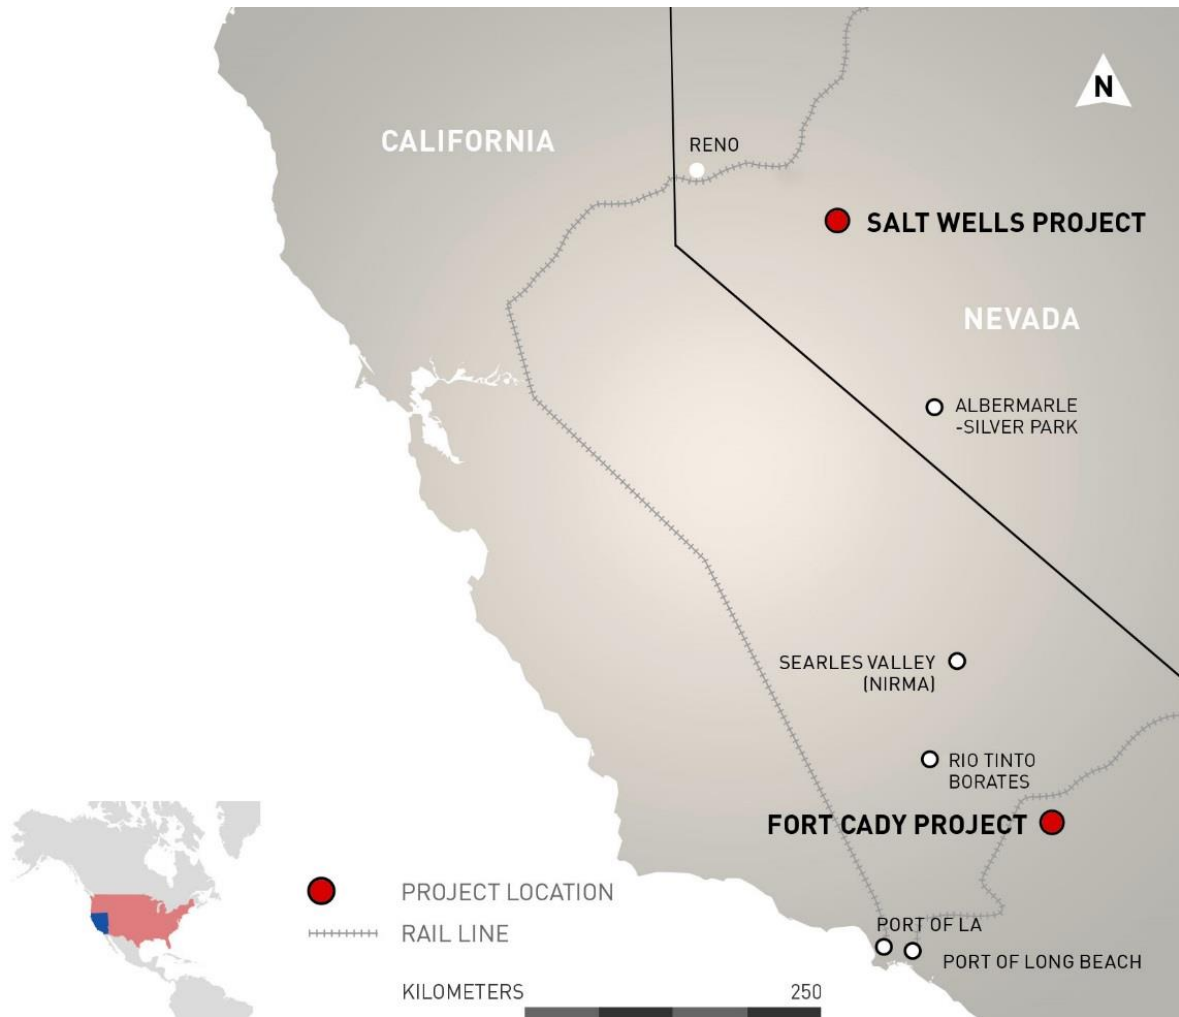 N
CALIFORNIA
RENO
SALT WELLS PROJECT
NEVADA
ALBERMARLE
-SILVER PARK
SEARLES VALLEY
(NIRMA)
RIO TINTO
BORATES
FORT CADY PROJECT
PROJECT LOCATION
RAIL LINE
PORT OF LA
PORT OF LONG BEACH
KILOMETERS 250